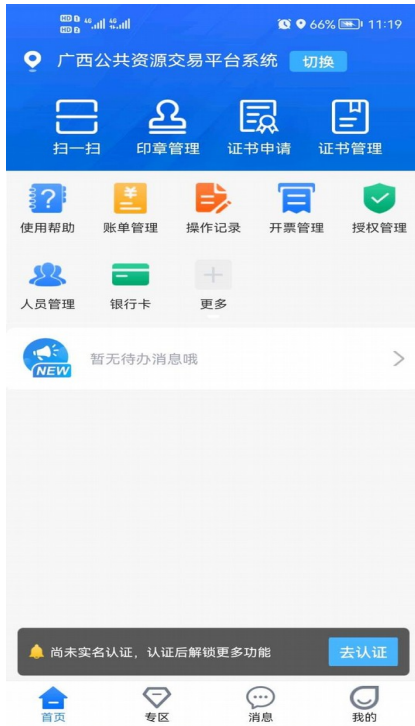 HD B 4G 4G 66% 11:19
HD B
广西公共资源交易平台系统 切换
扫一扫 印章管理 证书申请 证书管理
使用帮助 账单管理 操作记录 开票管理 授权管理
人员管理 银行卡 更多
NEW 暂无待办消息哦
尚未实名认证，认证后解锁更多功能 去认证
首页 专区 消息 我的